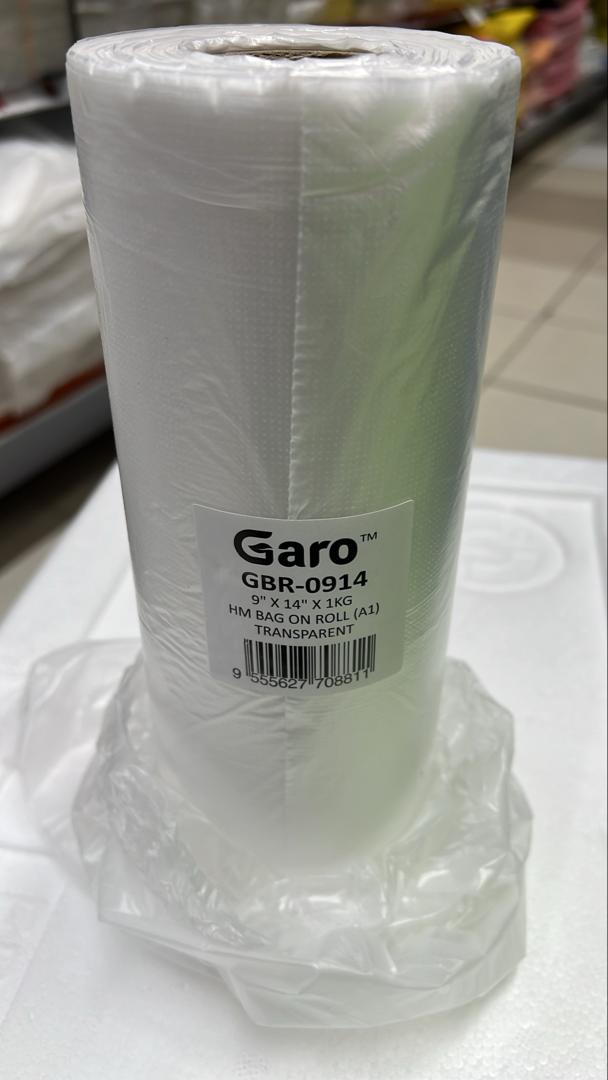 Garo™
GBR-0914
9" X 14" X 1KG
HM BAG ON ROLL (A1)
TRANSPARENT
9 555627 708811